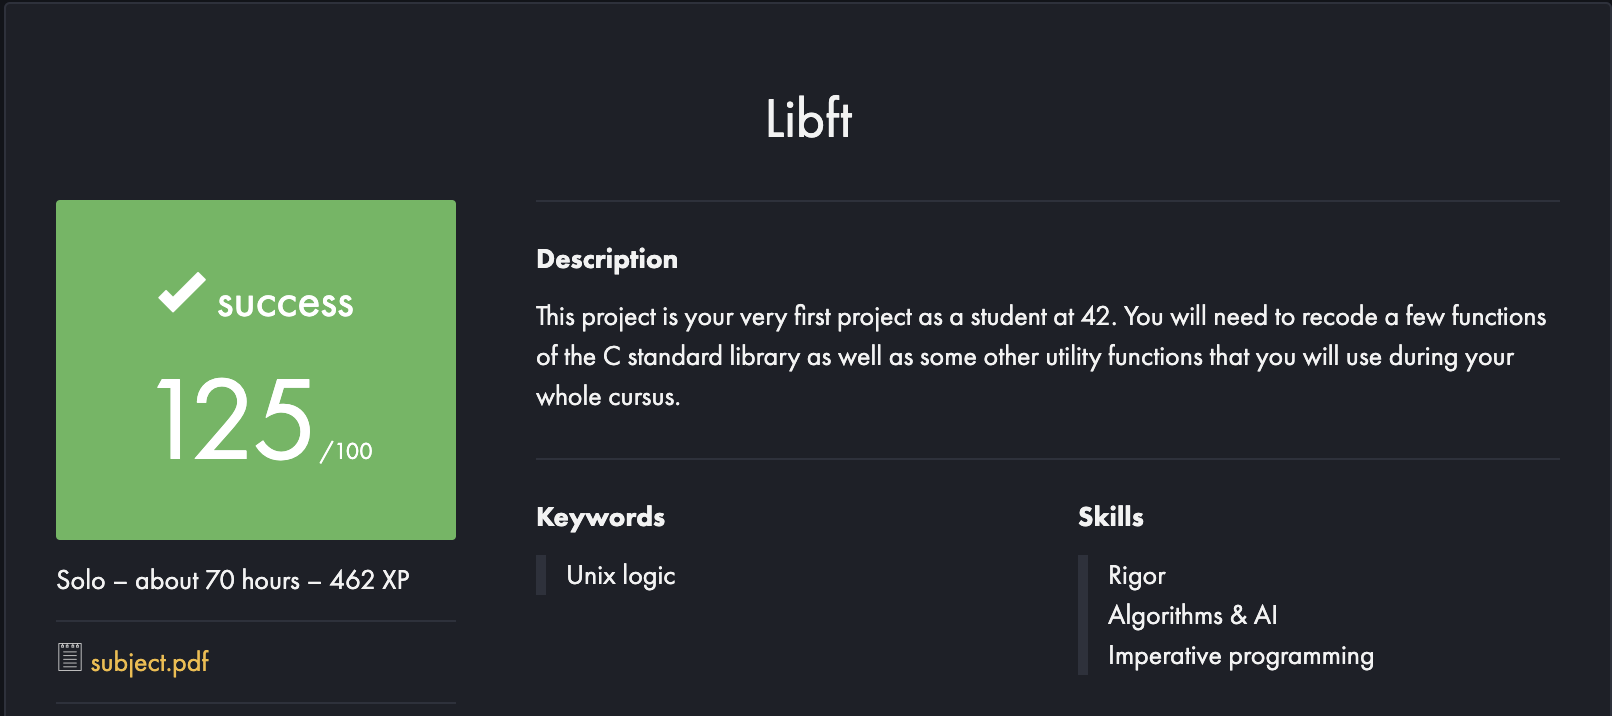 Libft
success
125 /100
Solo – about 70 hours – 462 XP
subject.pdf
Description
This project is your very first project as a student at 42. You will need to recode a few functions
of the C standard library as well as some other utility functions that you will use during your
whole cursus.
Keywords
Unix logic
Skills
Rigor
Algorithms & AI
Imperative programming